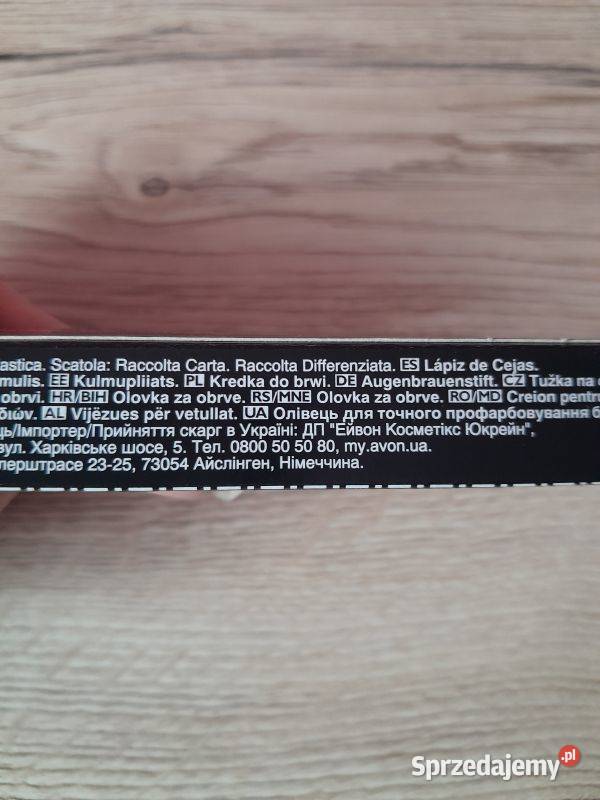 astica. Scatola: Raccolta Carta. Raccolta Differenziata. ES Lápiz de Cejas.
mulis. EE Kulmupliiats. PL Kredka do brwi. DE Augenbrauenstift. CZ Tužka na
obrvi. HR/BIH Olovka za obrve. RS/MNE Olovka za obrve. RO/MD Creion pentru
διών. AL Vijëzues për vetullat. UA Олівець для точного профарбовування б
ць/Імпортер/Прийняття скарг в Україні: ДП "Ейвон Косметікс Юкрейн",
вул. Харківське шосе, 5. Тел. 0800 50 50 80, my.avon.ua.
лерштрасе 23-25, 73054 Айслінген, Німеччина.
Sprzedajemy.pl